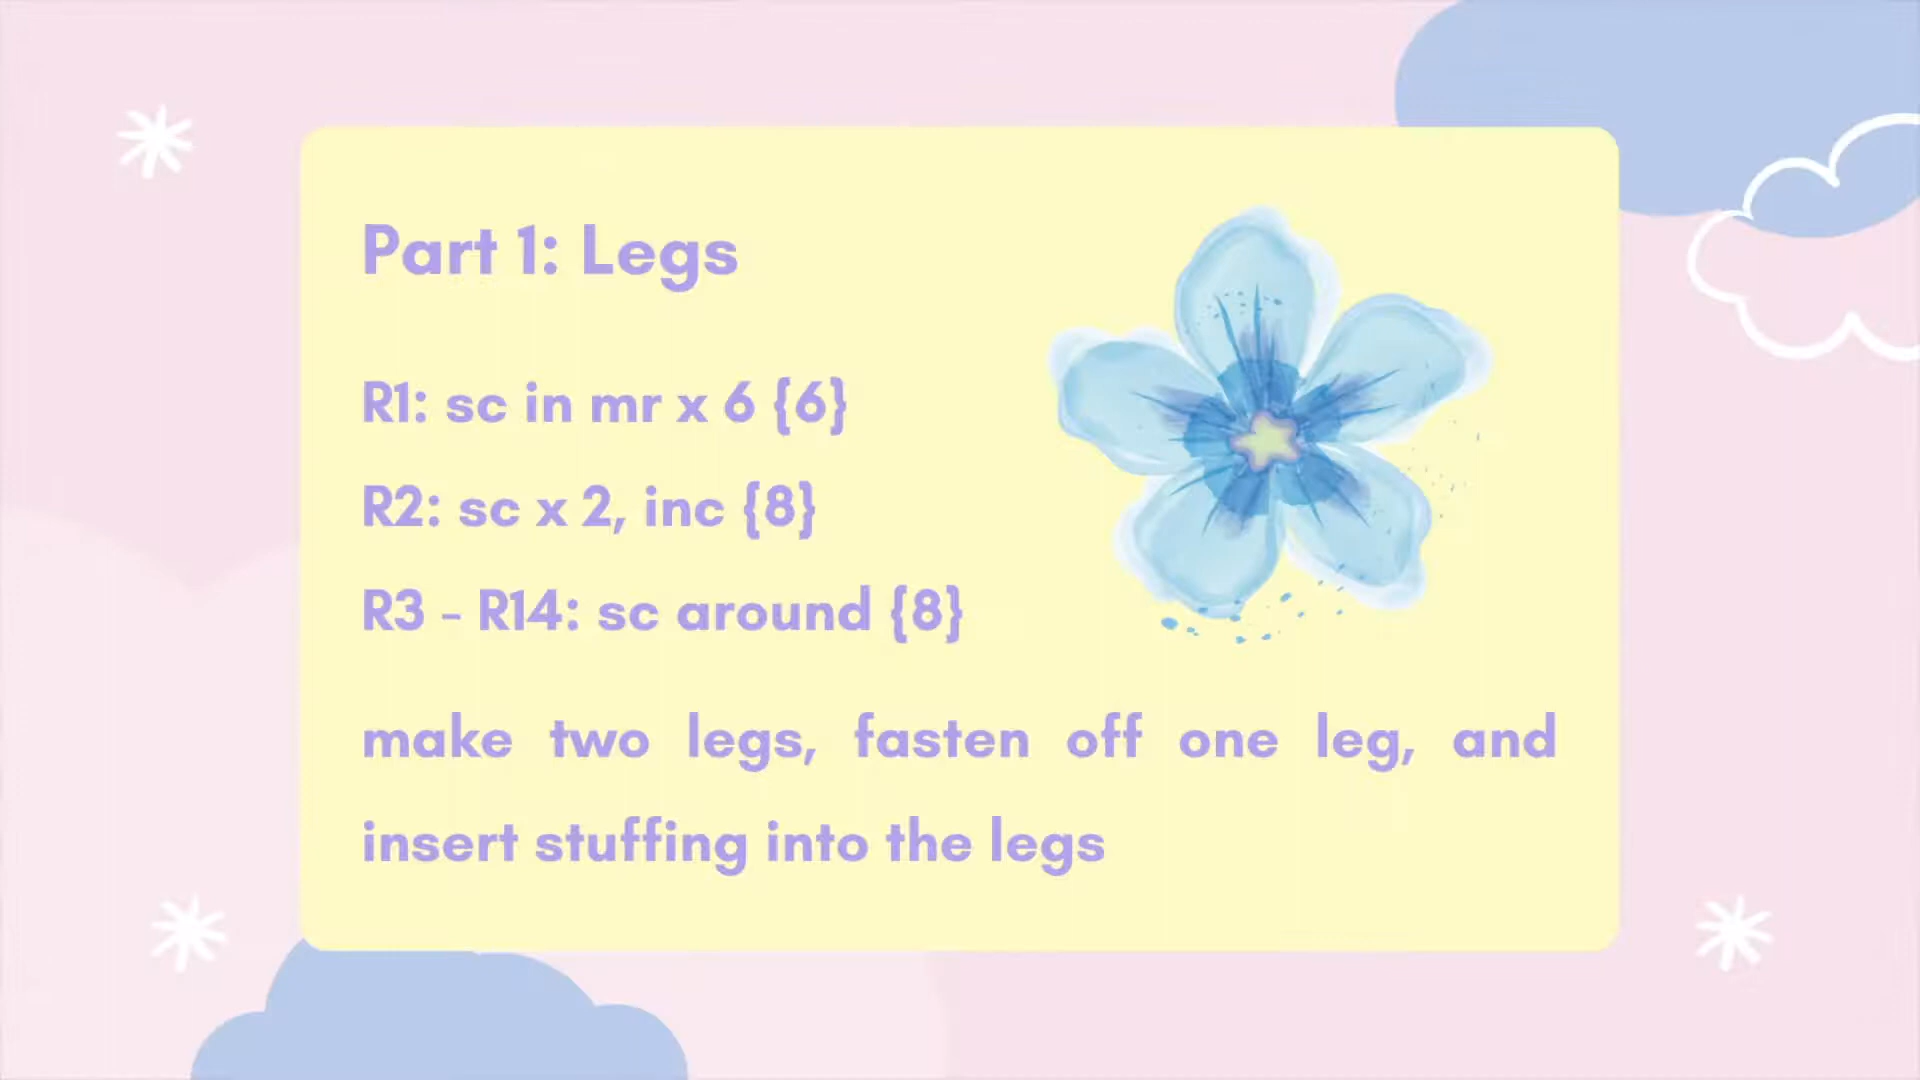 Part 1: Legs
R1: sc in mr x 6 {6}
R2: sc x 2, inc {8}
R3 - R14: sc around {8}
make two legs, fasten off one leg, and
insert stuffing into the legs